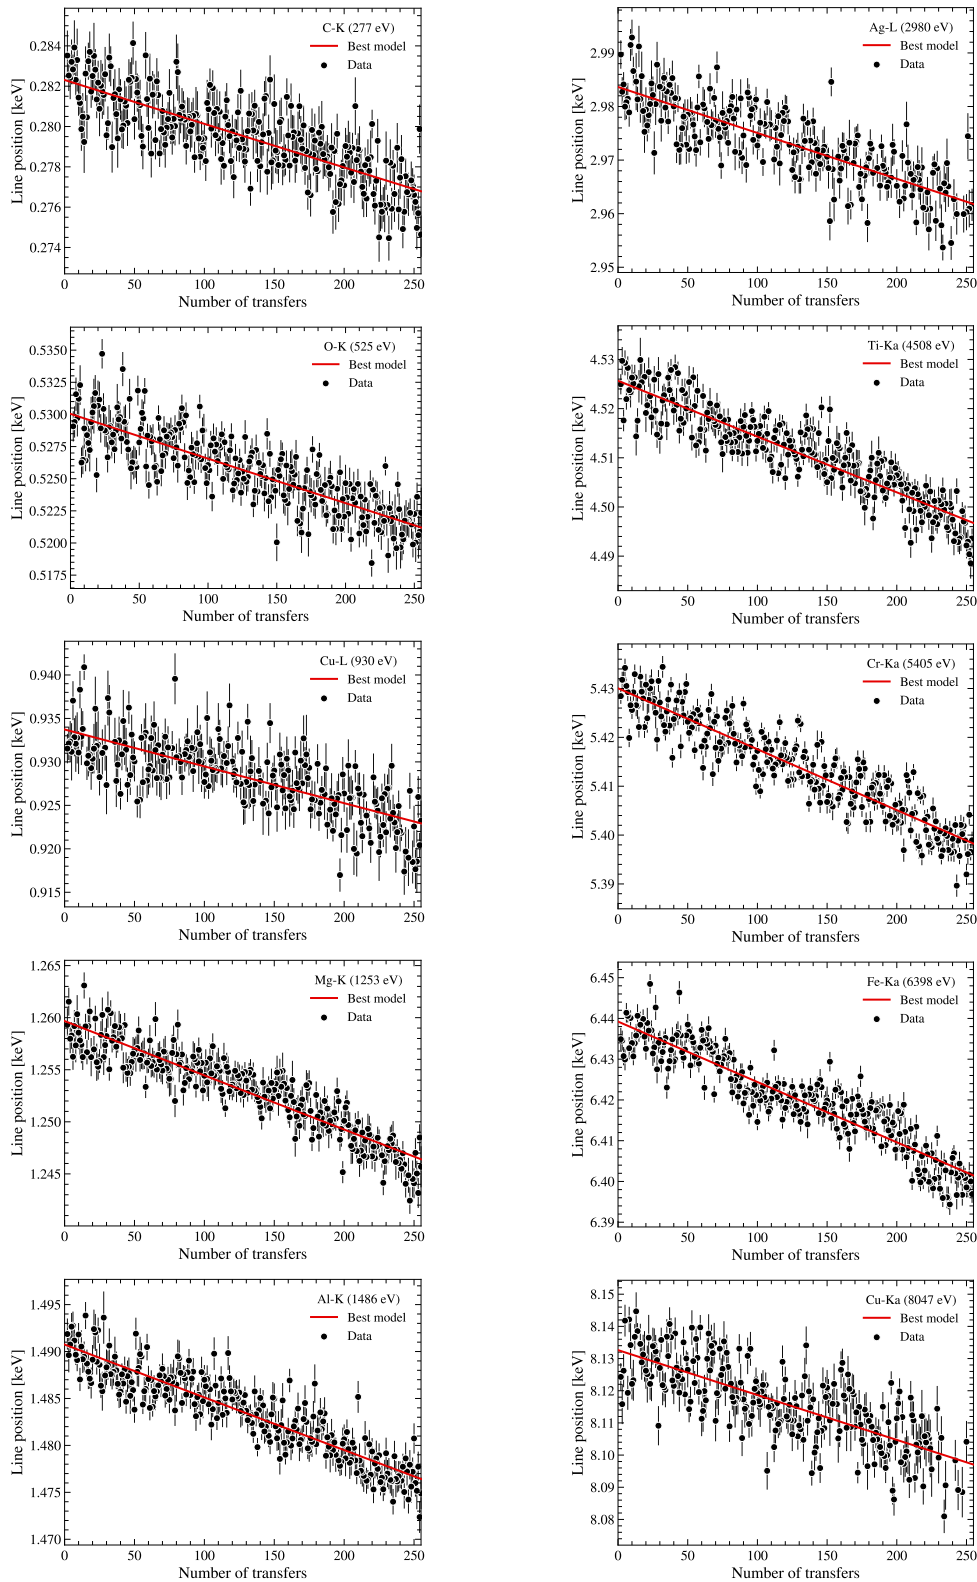 C-K (277 eV)
Best model
Data
Line position [keV]
0.284
0.282
0.280
0.278
0.276
0.274
0 50 100 150 200 250
Number of transfers
Ag-L (2980 eV)
Best model
Data
Line position [keV]
2.99
2.98
2.97
2.96
2.95
0 50 100 150 200 250
Number of transfers
O-K (525 eV)
Best model
Data
Line position [keV]
0.5350
0.5325
0.5300
0.5275
0.5250
0.5225
0.5200
0.5175
0 50 100 150 200 250
Number of transfers
Ti-Ka (4508 eV)
Best model
Data
Line position [keV]
4.53
4.52
4.51
4.50
4.49
0 50 100 150 200 250
Number of transfers
Cu-L (930 eV)
Best model
Data
Line position [keV]
0.940
0.935
0.930
0.925
0.920
0.915
0 50 100 150 200 250
Number of transfers
Cr-Ka (5405 eV)
Best model
Data
Line position [keV]
5.43
5.42
5.41
5.40
5.39
0 50 100 150 200 250
Number of transfers
Mg-K (1253 eV)
Best model
Data
Line position [keV]
1.265
1.260
1.255
1.250
1.245
0 50 100 150 200 250
Number of transfers
Fe-Ka (6398 eV)
Best model
Data
Line position [keV]
6.45
6.44
6.43
6.42
6.41
6.40
6.39
0 50 100 150 200 250
Number of transfers
Al-K (1486 eV)
Best model
Data
Line position [keV]
1.495
1.490
1.485
1.480
1.475
1.470
0 50 100 150 200 250
Number of transfers
Cu-Ka (8047 eV)
Best model
Data
Line position [keV]
8.15
8.14
8.13
8.12
8.11
8.10
8.09
8.08
0 50 100 150 200 250
Number of transfers